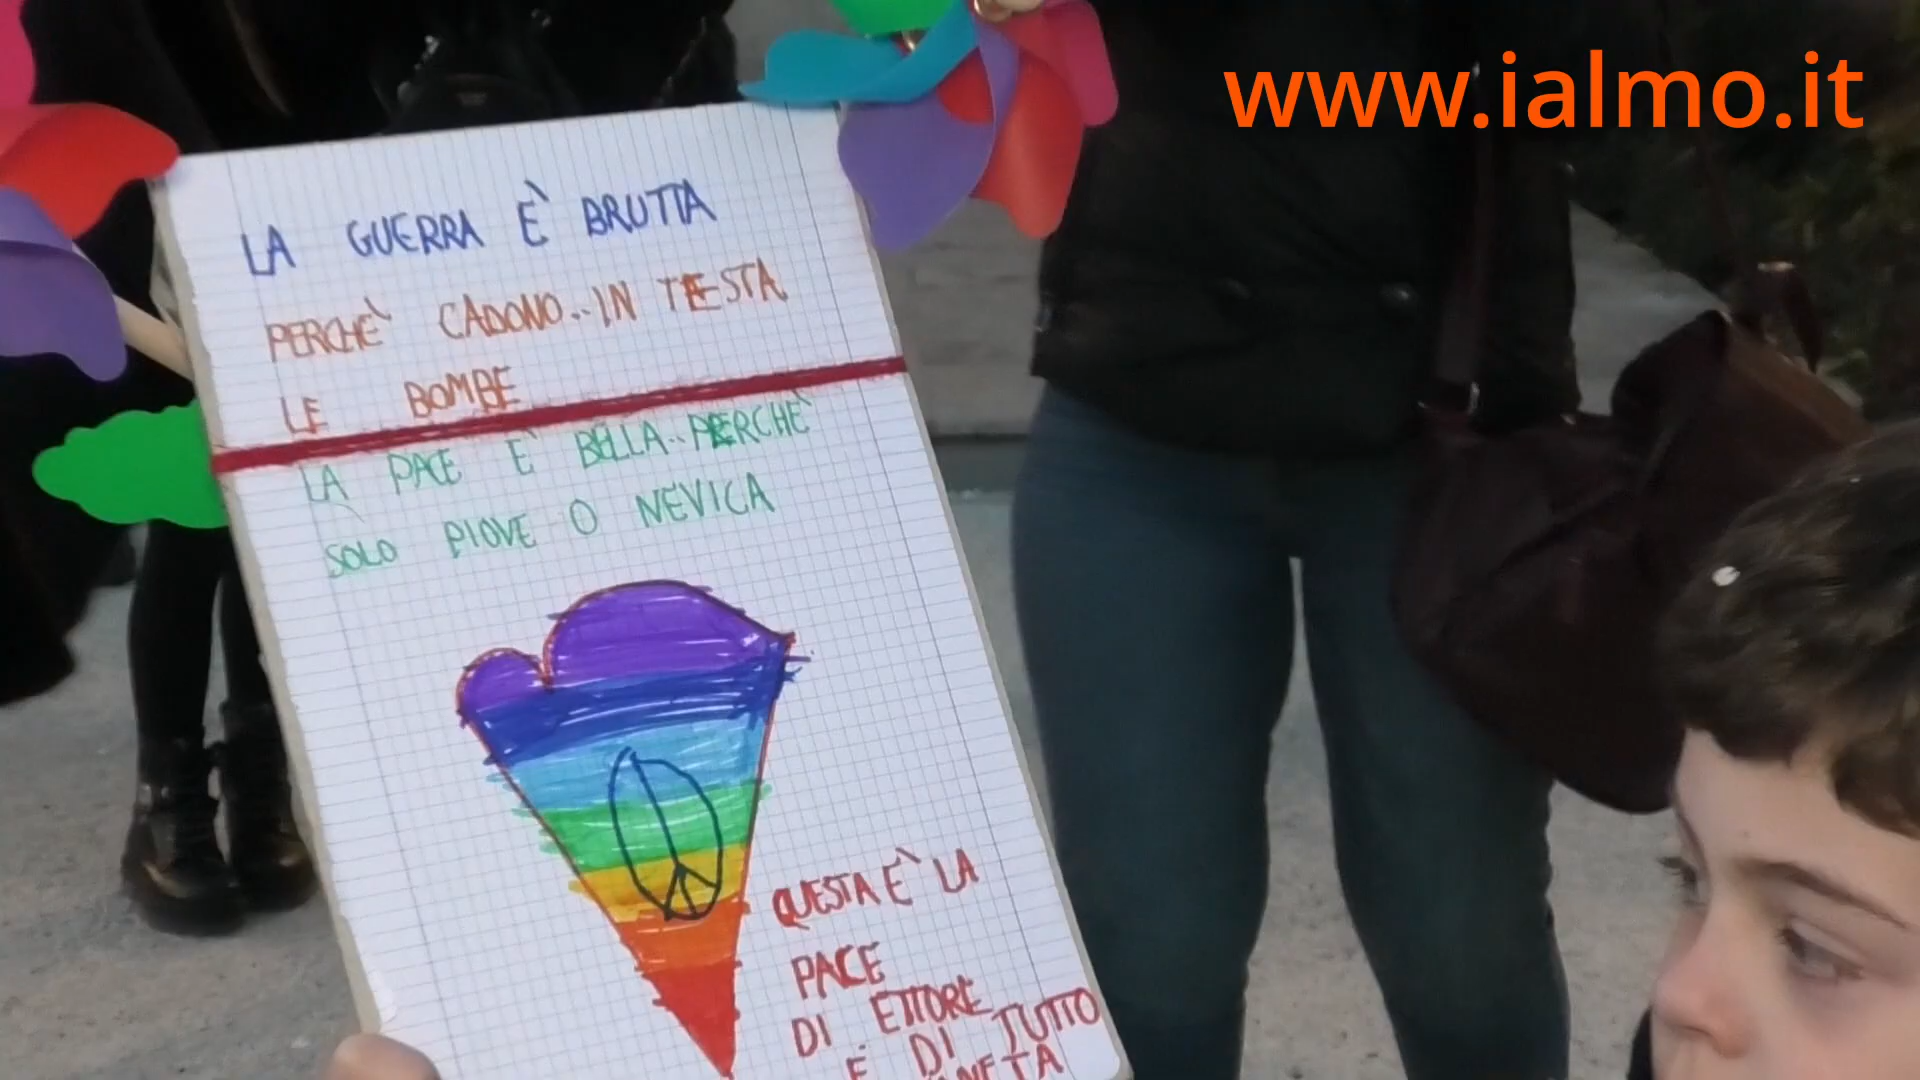 www.ialmo.it
LA GUERRA È BRUTTA
PERCHÈ CADONO.. IN TESTA
LE BOMBE
LA PACE È BELLA.. PERCHÈ
SOLO PIOVE O NEVICA
QUESTA È LA
PACE
DI ETTORE
E DI TUTTO